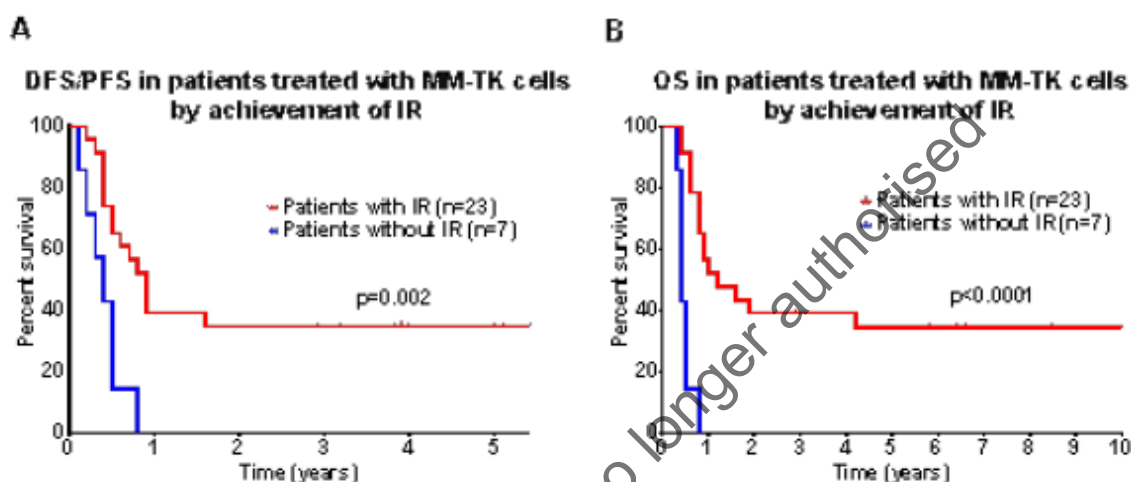 A
DFS/PFS in patients treated with MM-TK cells
by achievement of IR
100
80
60
40
20
0
Percent survival
Patients with IR (n=23)
Patients without IR (n=7)
p=0.002
0 1 2 3 4 5
Time (years)
B
OS in patients treated with MM-TK cells
by achievement of IR
100
80
60
40
20
0
Percent survival
Patients with IR (n=23)
Patients without IR (n=7)
p<0.0001
0 1 2 3 4 5 6 7 8 9 10
Time (years)
o longer authorised